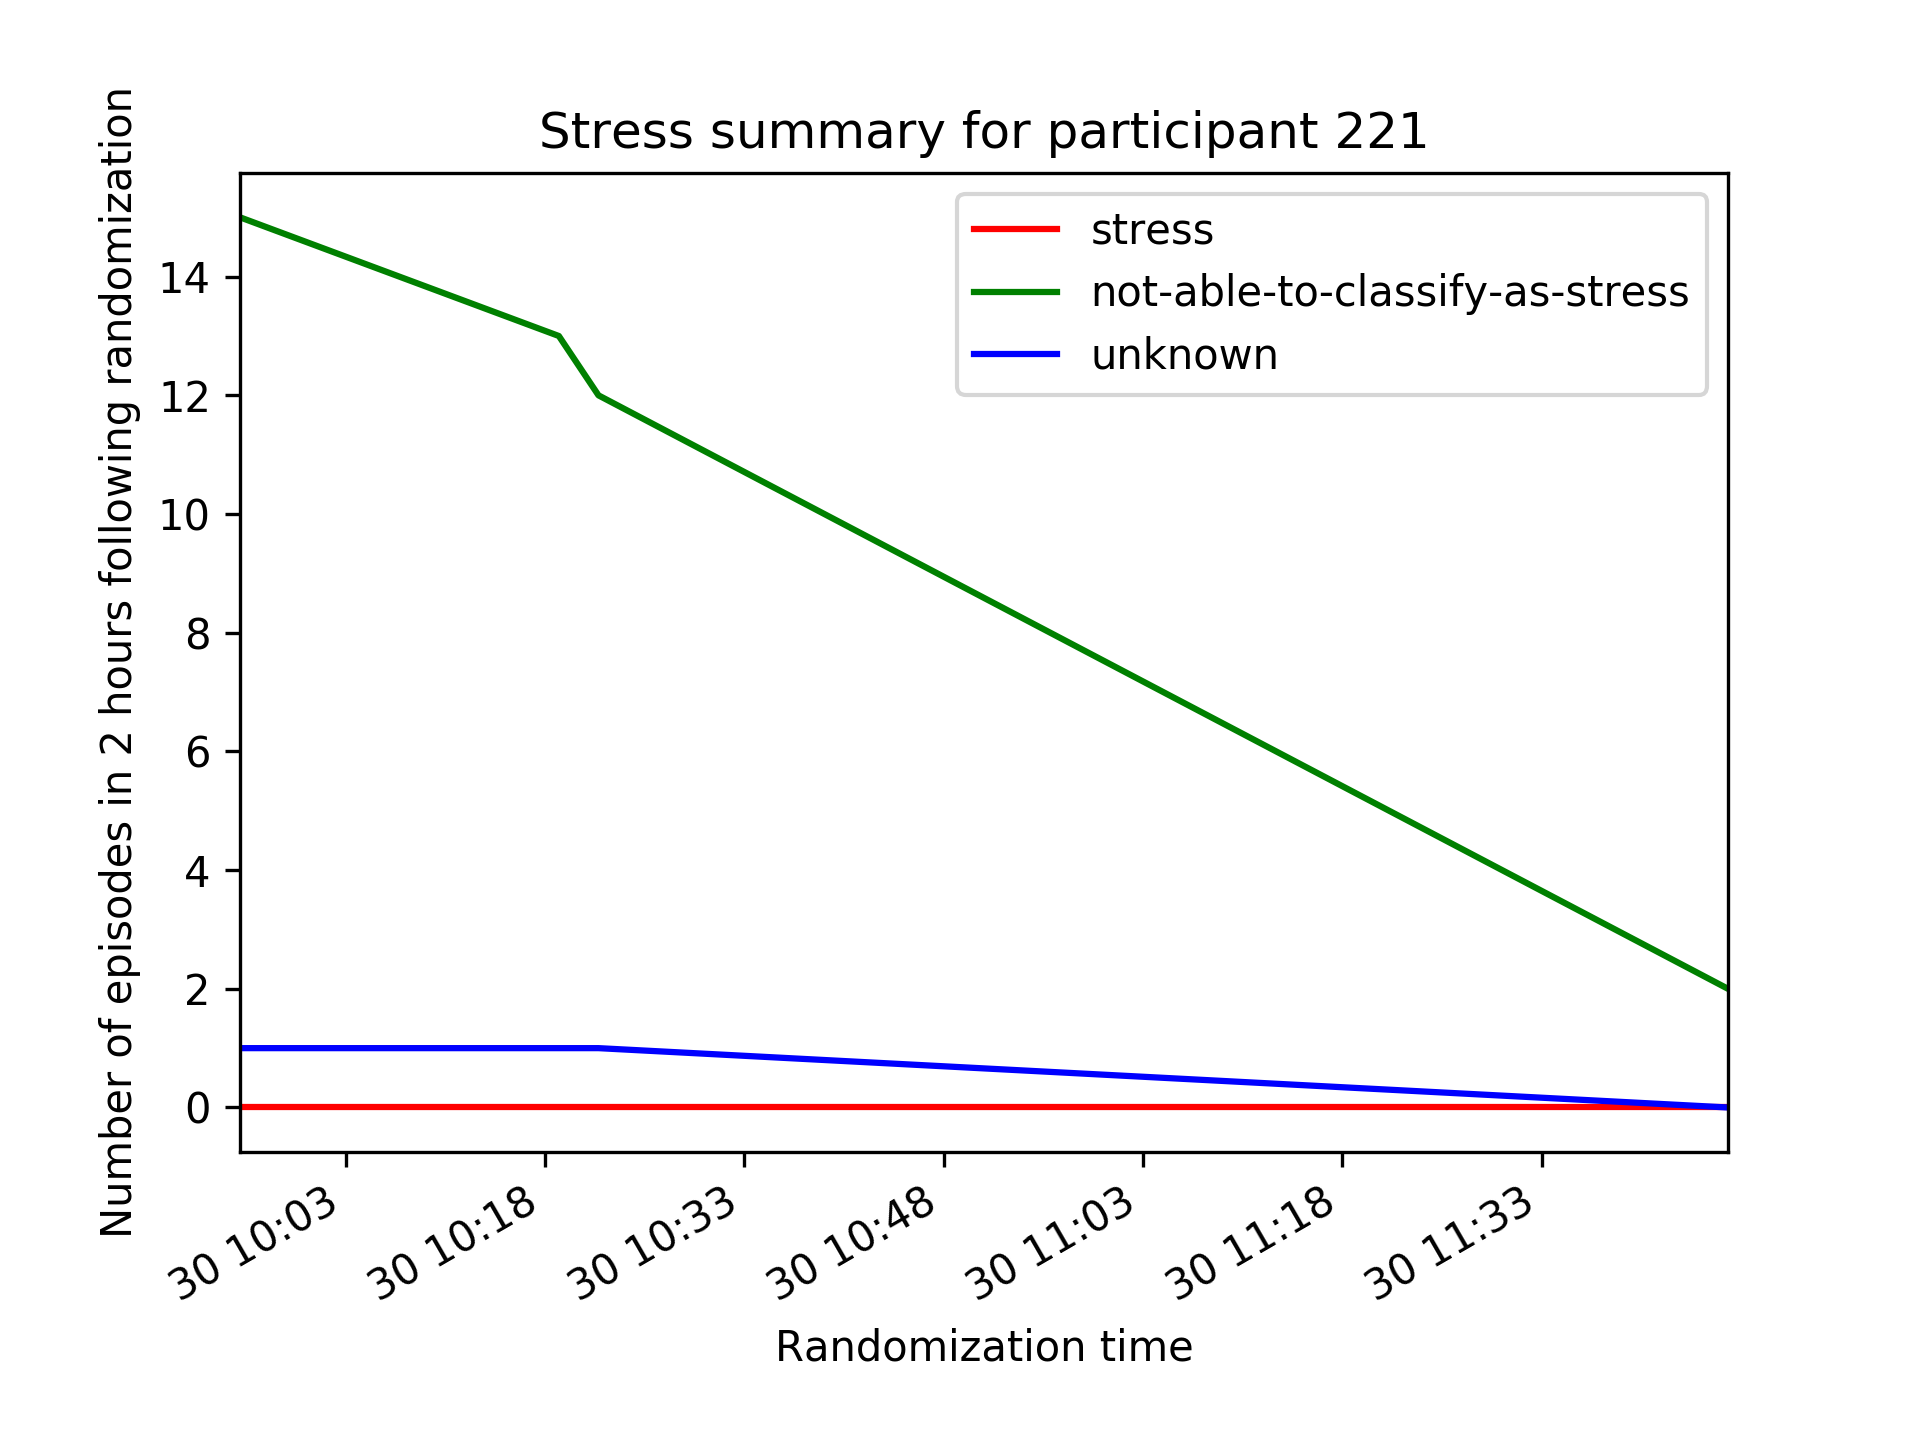 Stress summary for participant 221
Number of episodes in 2 hours following randomization
14
12
10
8
6
4
2
0
stress
not-able-to-classify-as-stress
unknown
30 10:03
30 10:18
30 10:33
30 10:48
30 11:03
30 11:18
30 11:33
Randomization time